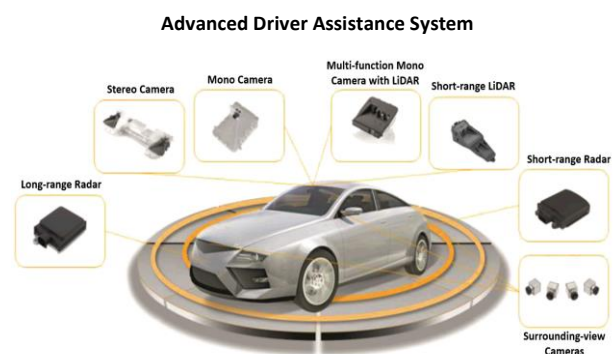 Advanced Driver Assistance System
Multi-function Mono
Camera with LiDAR
Mono Camera
Stereo Camera
Short-range LiDAR
Short-range Radar
Long-range Radar
Surrounding-view
Cameras